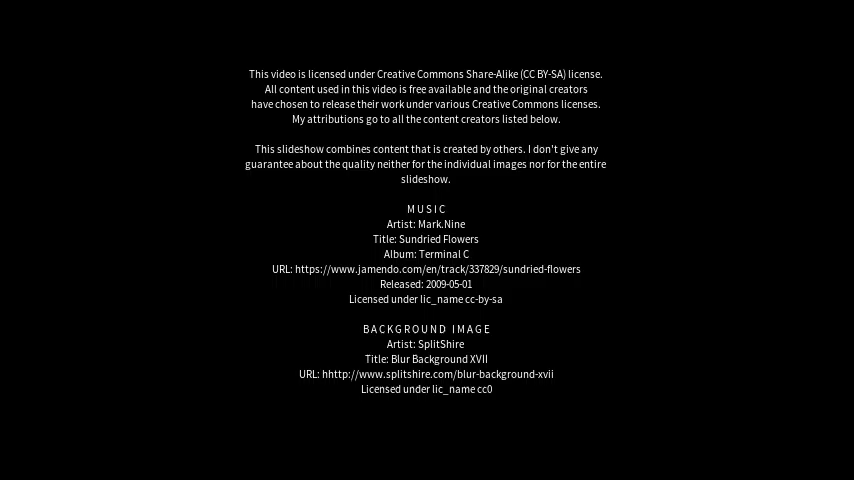 This video is licensed under Creative Commons Share-Alike (CC BY-SA) license.
All content used in this video is free available and the original creators
have chosen to release their work under various Creative Commons licenses.
My attributions go to all the content creators listed below.
This slideshow combines content that is created by others. I don't give any
guarantee about the quality neither for the individual images nor for the entire
slideshow.
MUSIC
Artist: Mark.Nine
Title: Sundried Flowers
Album: Terminal C
URL: https://www.jamendo.com/en/track/337829/sundried-flowers
Released: 2009-05-01
Licensed under lic_name cc-by-sa
BACKGROUND IMAGE
Artist: SplitShire
Title: Blur Background XVII
URL: hhttp://www.splitshire.com/blur-background-xvii
Licensed under lic_name cc0